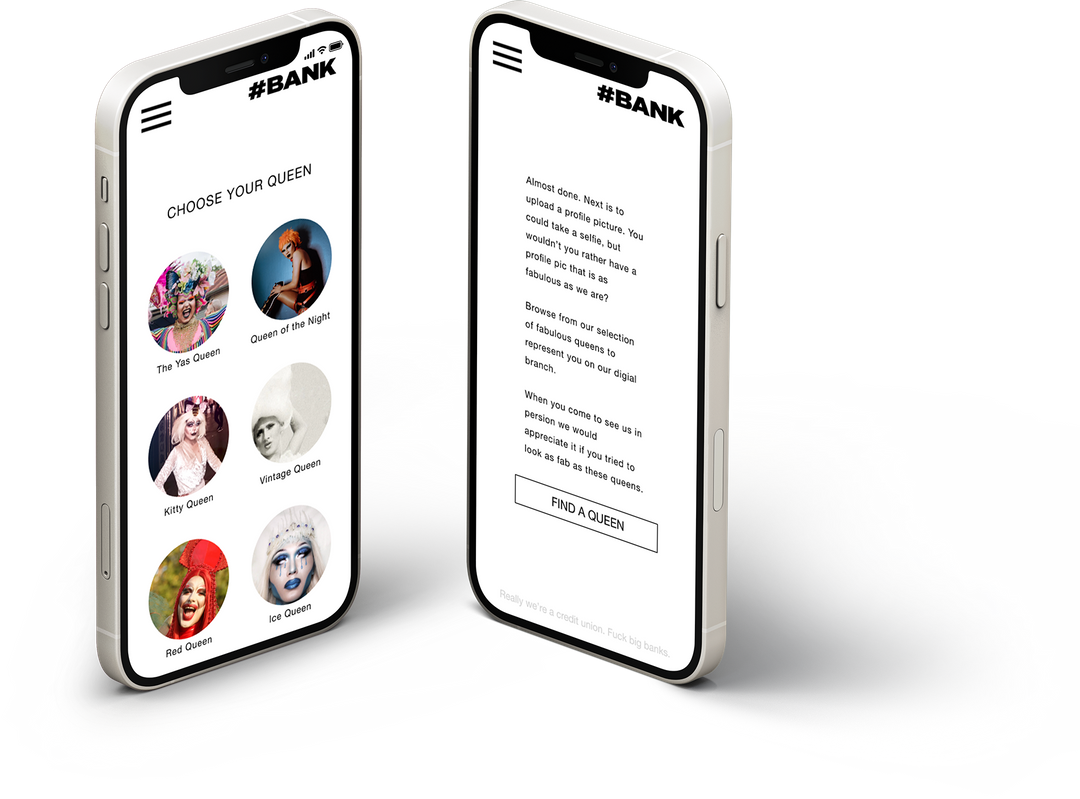 #BANK
CHOOSE YOUR QUEEN
The Yas Queen
Queen of the Night
Kitty Queen
Vintage Queen
Red Queen
Ice Queen
#BANK
Almost done. Next is to
upload a profile picture. You
could take a selfie, but
wouldn't you rather have a
profile pic that is as
fabulous as we are?
Browse from our selection
of fabulous queens to
represent you on our digial
branch.
When you come to see us in
persion we would
appreciate it if you tried to
look as fab as these queens.
FIND A QUEEN
Really we're a credit union. Fuck big banks.